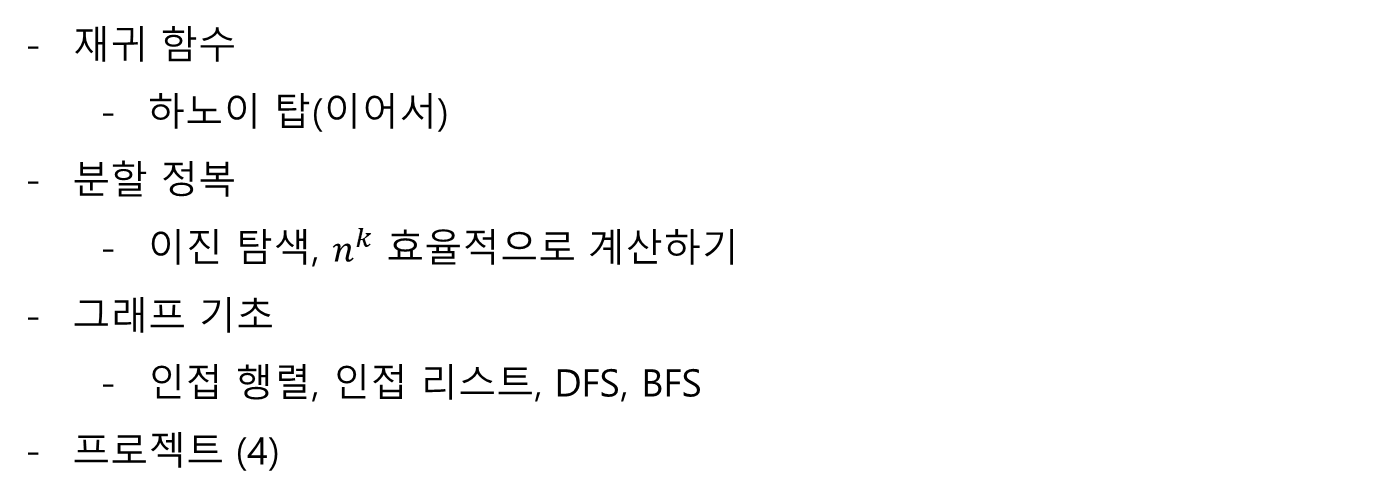 - 재귀 함수
- 하노이 탑(이어서)
- 분할 정복
- 이진 탐색, $n^k$ 효율적으로 계산하기
- 그래프 기초
- 인접 행렬, 인접 리스트, DFS, BFS
- 프로젝트 (4)